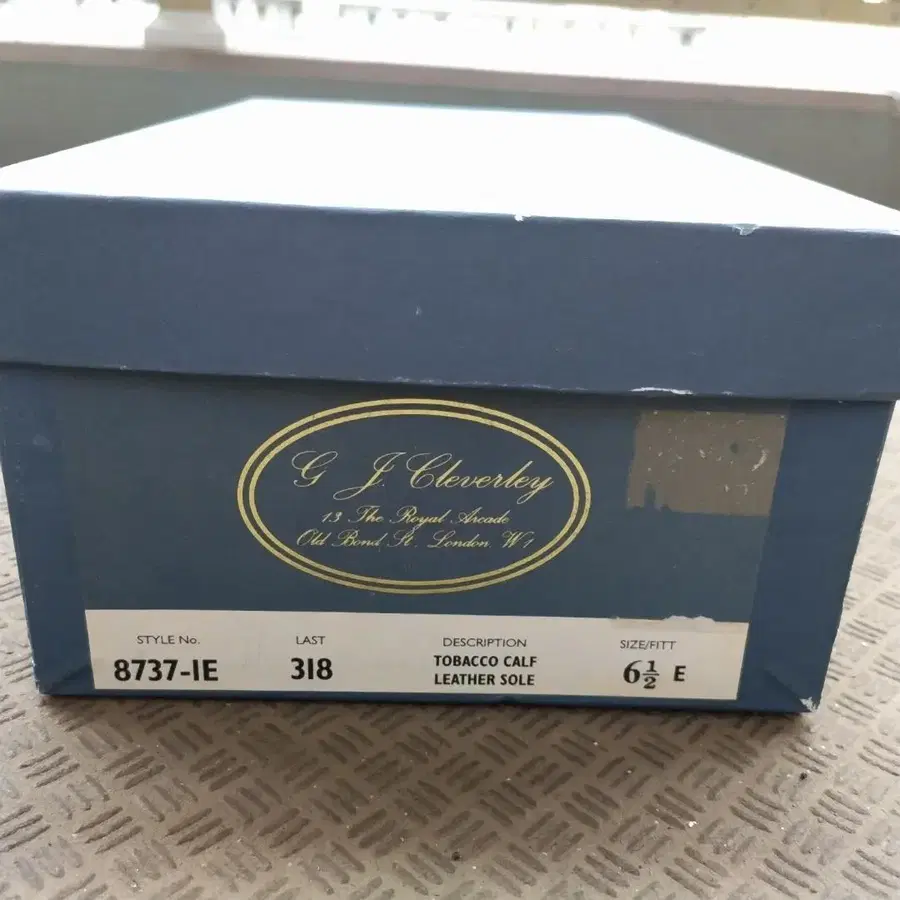 G J. Cleverley
13 The Royal Arcade
Old Bond St. London. W1
STYLE No. LAST DESCRIPTION SIZE/FITT
8737-IE 318 TOBACCO CALF 6½ E
LEATHER SOLE